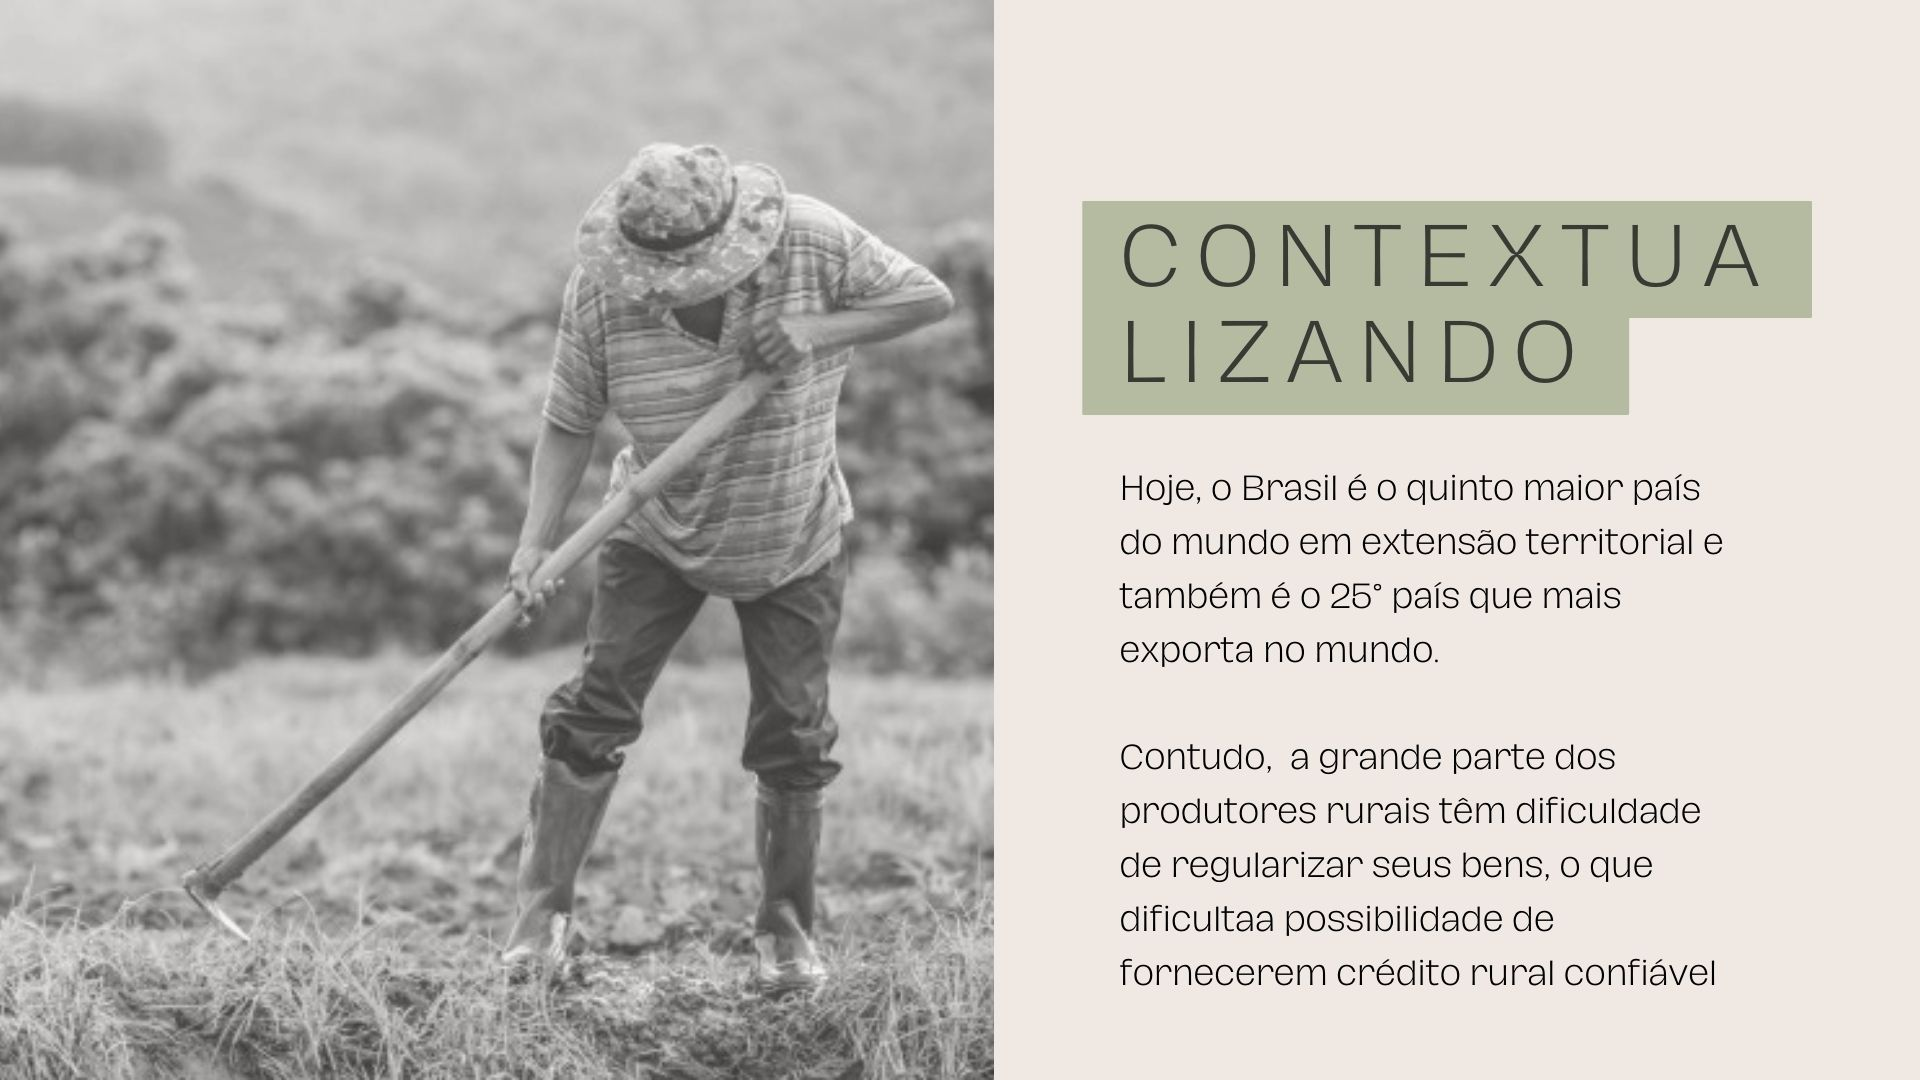 CONTEXTUA
LIZANDO
Hoje, o Brasil é o quinto maior país
do mundo em extensão territorial e
também é o 25° país que mais
exporta no mundo.
Contudo,  a grande parte dos
produtores rurais têm dificuldade
de regularizar seus bens, o que
dificultaa possibilidade de
fornecerem crédito rural confiável